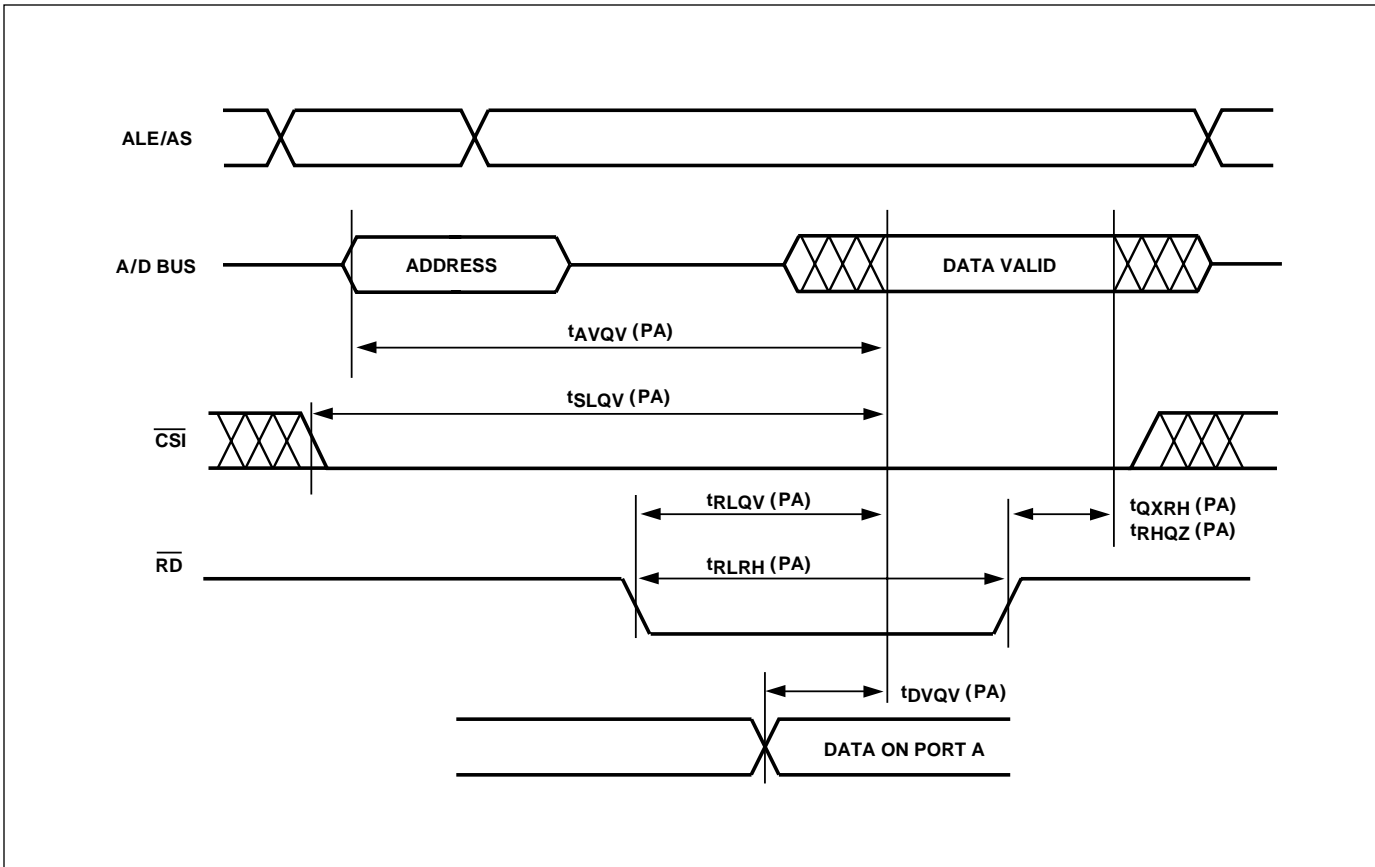 ALE/AS
A/D BUS
ADDRESS
DATA VALID
tAVQV (PA)
tSLQV (PA)
CSI
tRLQV (PA)
tQXRH (PA)
tRHQZ (PA)
RD
tRLRH (PA)
tDVQV (PA)
DATA ON PORT A